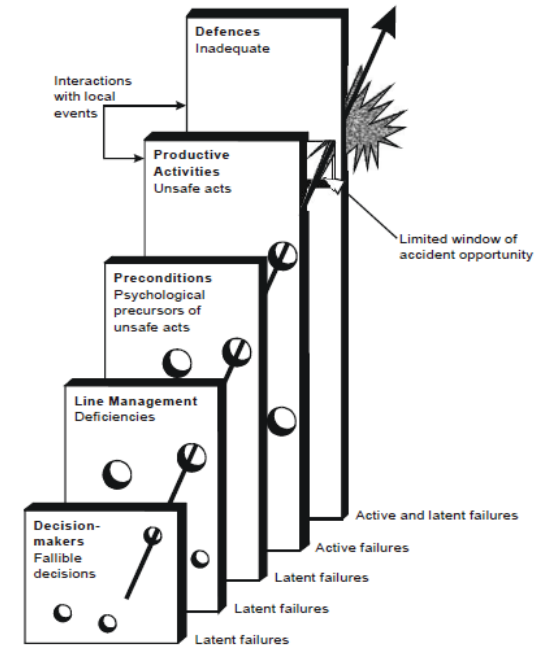 Defences
Inadequate
Interactions
with local
events
Productive
Activities
Unsafe acts
Limited window of
accident opportunity
Preconditions
Psychological
precursors of
unsafe acts
Line Management
Deficiencies
Decision-
makers
Fallible
decisions
Active and latent failures
Active failures
Latent failures
Latent failures
Latent failures